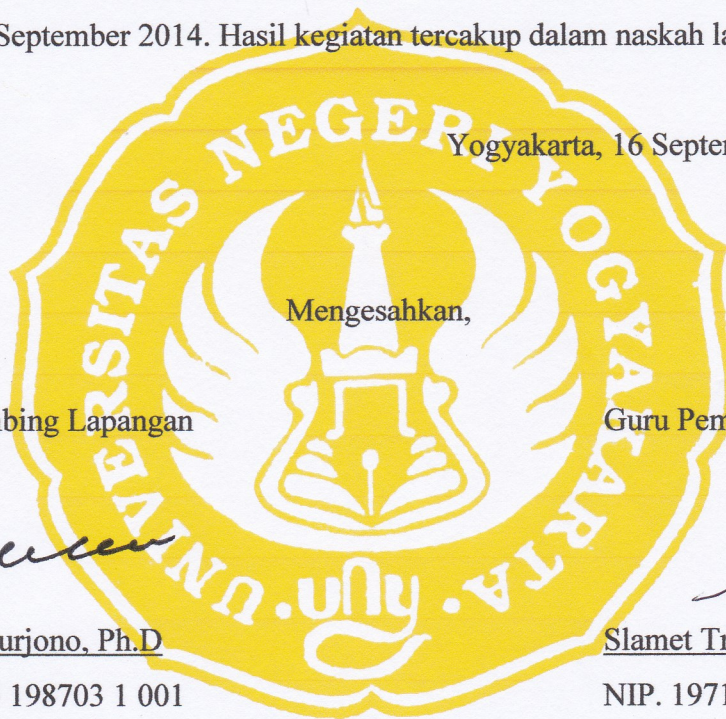 September 2014. Hasil kegiatan tercakup dalam naskah la
Yogyakarta, 16 Septe
Mengesahkan,
bing Lapangan
Guru Pem
urjono, Ph.D
Slamet Tr
198703 1 001
NIP. 1971
UNIVERSITAS NEGERI YOGYAKARTA
uny